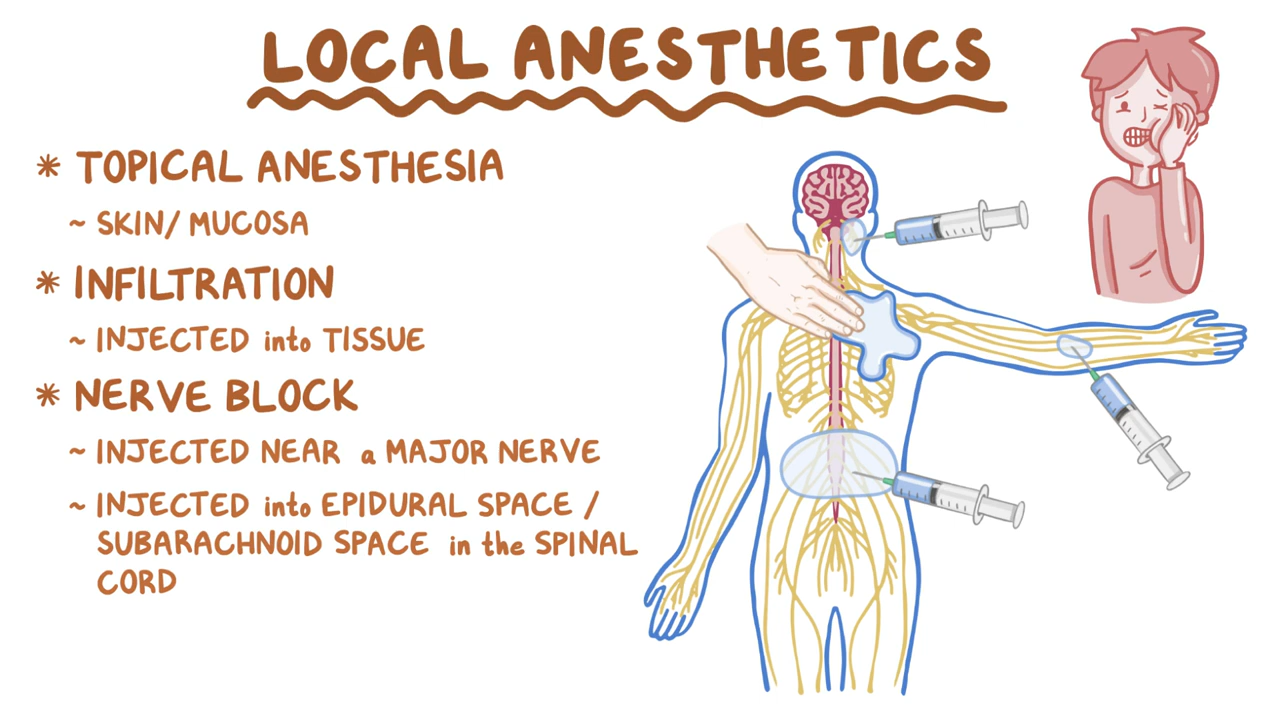 LOCAL ANESTHETICS
* TOPICAL ANESTHESIA
~ SKIN/ MUCOSA
* INFILTRATION
~ INJECTED into TISSUE
* NERVE BLOCK
~ INJECTED NEAR a MAJOR NERVE
~ INJECTED into EPIDURAL SPACE /
SUBARACHNOID SPACE in the SPINAL
CORD